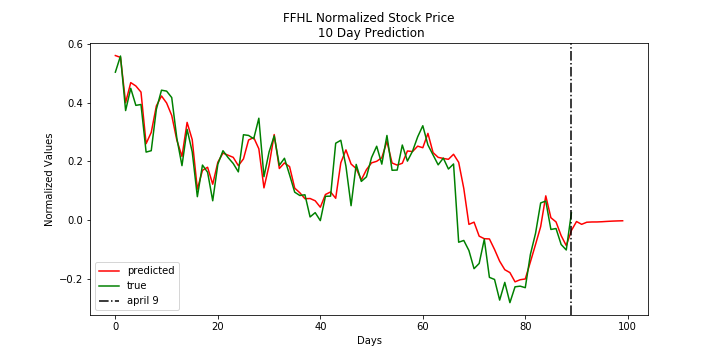 FFHL Normalized Stock Price
10 Day Prediction
Normalized Values
0.6
0.4
0.2
0.0
−0.2
predicted
true
april 9
0
20
40
60
80
100
Days